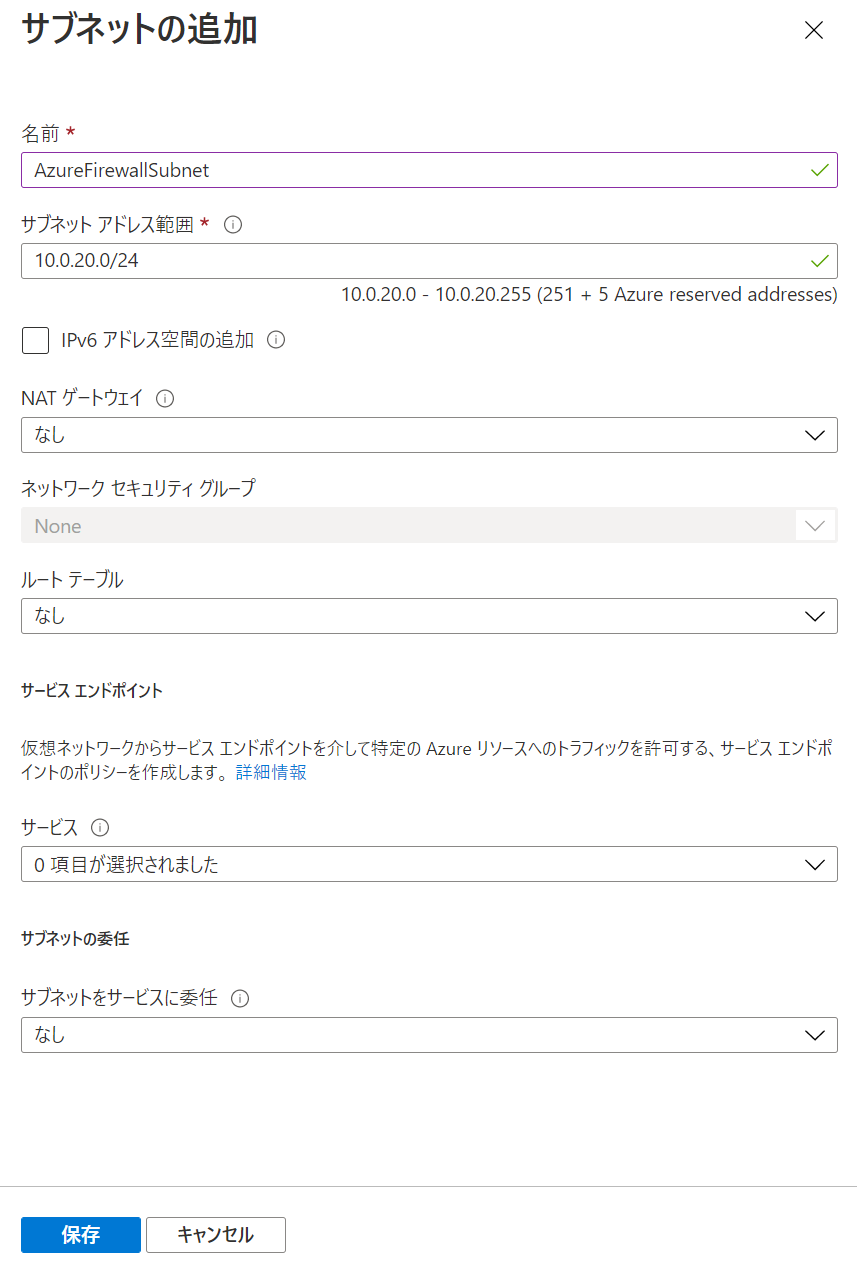 サブネットの追加
名前 *
AzureFirewallSubnet
サブネット アドレス範囲 *
10.0.20.0/24
10.0.20.0 - 10.0.20.255 (251 + 5 Azure reserved addresses)
IPv6 アドレス空間の追加
NAT ゲートウェイ
なし
ネットワーク セキュリティ グループ
None
ルート テーブル
なし
サービス エンドポイント
仮想ネットワークからサービス エンドポイントを介して特定の Azure リソースへのトラフィックを許可する、サービス エンドポ
イントのポリシーを作成します。 詳細情報
サービス
0 項目が選択されました
サブネットの委任
サブネットをサービスに委任
なし
保存 キャンセル